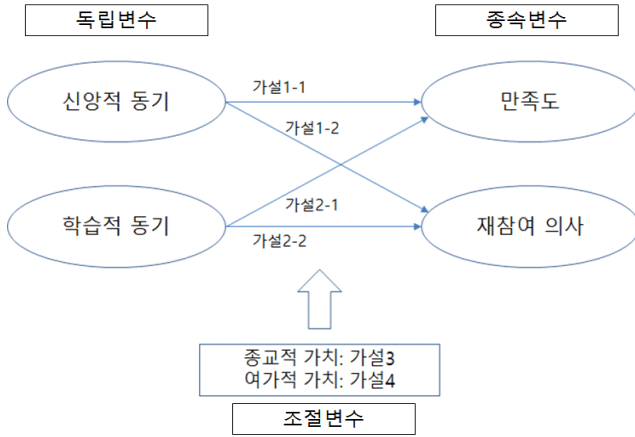 독립변수
종속변수
신앙적 동기
가설1-1
만족도
가설1-2
학습적 동기
가설2-1
재참여 의사
가설2-2
종교적 가치: 가설3
여가적 가치: 가설4
조절변수